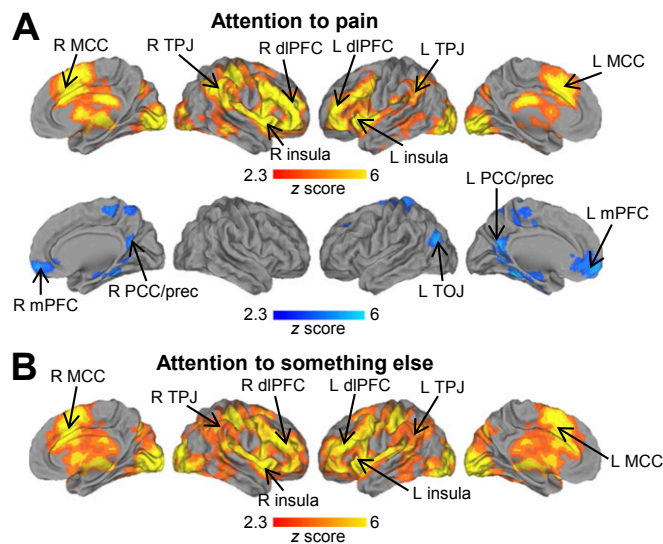 A
Attention to pain
R MCC
R TPJ
R dlPFC
L dlPFC
L TPJ
L MCC
R insula
L insula
2.3
6
z score
L PCC/prec
L mPFC
R mPFC
R PCC/prec
L TOJ
2.3
6
z score
B
Attention to something else
R MCC
R TPJ
R dlPFC
L dlPFC
L TPJ
L MCC
R insula
L insula
2.3
6
z score